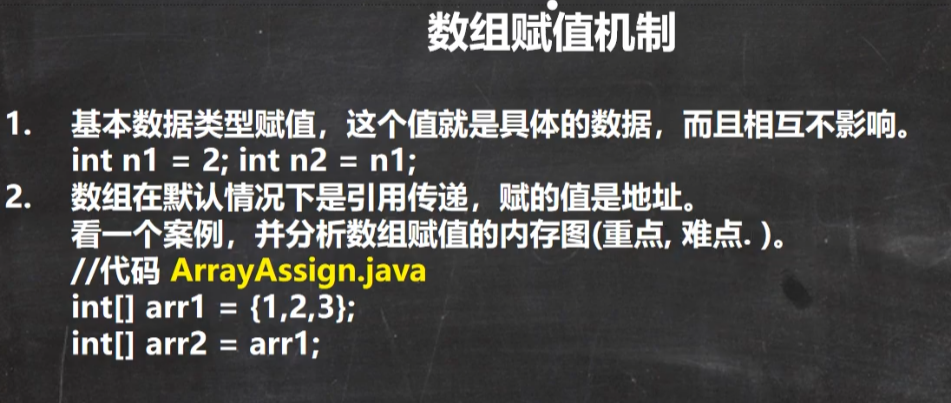 数组赋值机制
1. 基本数据类型赋值，这个值就是具体的数据，而且相互不影响。
int n1 = 2; int n2 = n1;
2. 数组在默认情况下是引用传递，赋的值是地址。
看一个案例，并分析数组赋值的内存图(重点, 难点. )。
//代码 ArrayAssign.java
int[] arr1 = {1,2,3};
int[] arr2 = arr1;